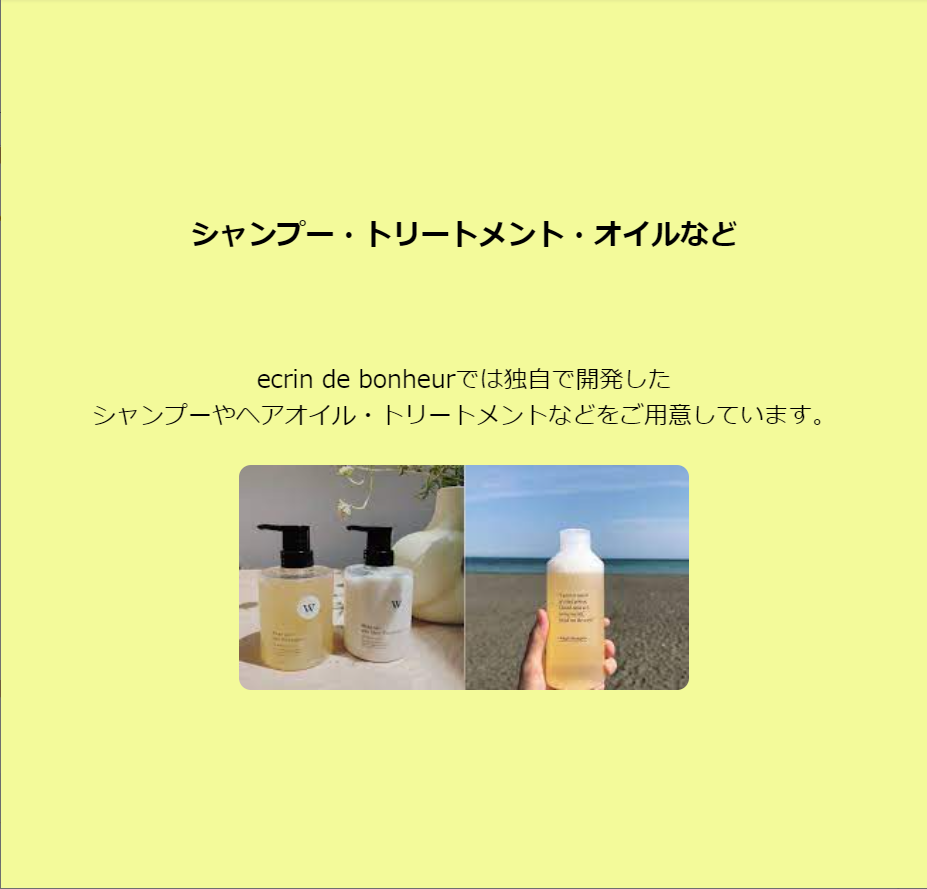 シャンプー・トリートメント・オイルなど
ecrin de bonheurでは独自で開発した
シャンプーやヘアオイル・トリートメントなどをご用意しています。
W
W